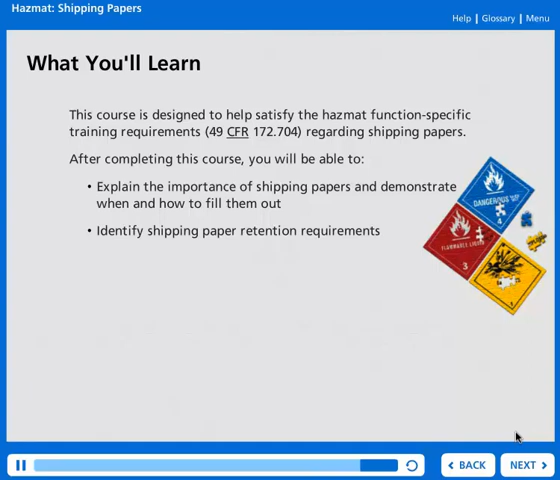 Hazmat: Shipping Papers
Help | Glossary | Menu
What You'll Learn
This course is designed to help satisfy the hazmat function-specific
training requirements (49 CFR 172.704) regarding shipping papers.
After completing this course, you will be able to:
• Explain the importance of shipping papers and demonstrate
when and how to fill them out
• Identify shipping paper retention requirements
DANGEROUS
4
FLAMMABLE LIQUID
3
BACK
NEXT